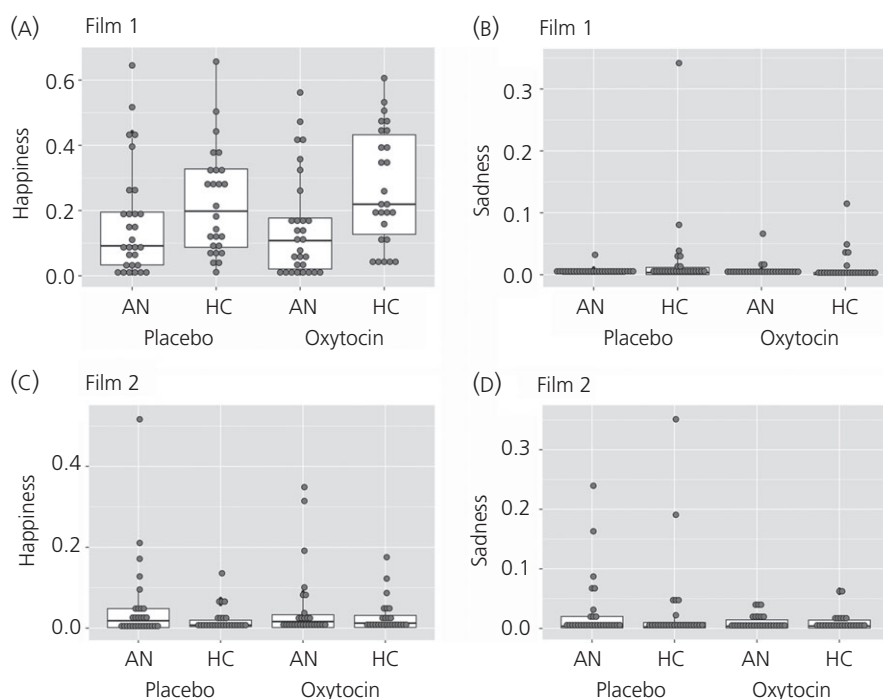 (A) Film 1
Happiness
0.6
0.4
0.2
0.0
AN HC AN HC
Placebo Oxytocin
(B) Film 1
Sadness
0.3
0.2
0.1
0.0
AN HC AN HC
Placebo Oxytocin
(C) Film 2
Happiness
0.4
0.2
0.0
AN HC AN HC
Placebo Oxytocin
(D) Film 2
Sadness
0.3
0.2
0.1
0.0
AN HC AN HC
Placebo Oxytocin